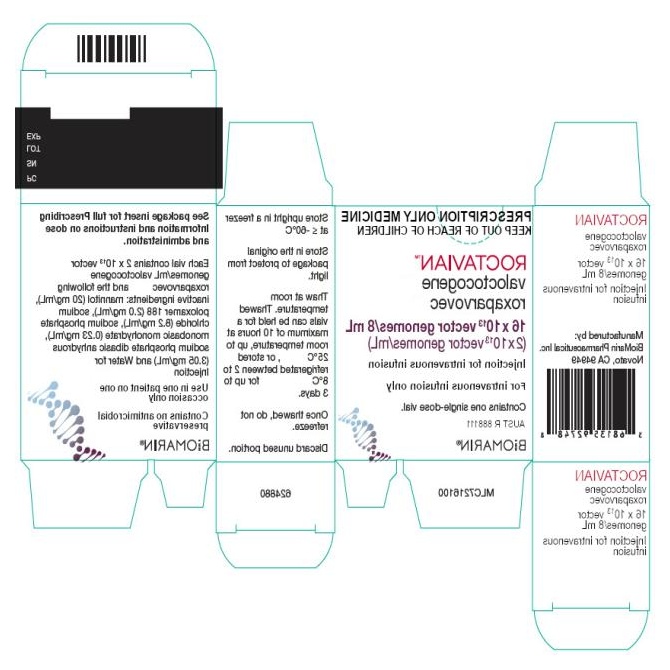 ROCTAVIAN
valoctocogene
roxaparvovec
16 x 10¹³ vector
genomes/8 mL
Injection for intravenous
infusion
Manufactured by:
BioMarin Pharmaceutical Inc.
Novato, CA 94949
3 68135 92748 8
ROCTAVIAN
valoctocogene
roxaparvovec
16 x 10¹³ vector
genomes/8 mL
Injection for intravenous
infusion
PRESCRIPTION ONLY MEDICINE
KEEP OUT OF REACH OF CHILDREN
ROCTAVIAN™
valoctocogene
roxaparvovec
16 x 10¹³ vector genomes/8 mL
(2 x 10¹³ vector genomes/mL)
Injection for intravenous infusion
For intravenous infusion only
Contains one single-dose vial.
AUST R 888111
BIOMARIN®
MLC7216100
Store upright in a freezer
at ≤ -60°C
Store in the original
package to protect from
light.
Thaw at room
temperature. Thawed
vials can be held for a
maximum of 10 hours at
room temperature, up to
25°C , or stored
refrigerated between 2 to
8°C for up to
3 days.
Once thawed, do not
refreeze.
Discard unused portion.
624880
EXP
LOT
SN
PC
See package insert for full Prescribing
Information and instructions on dose
and administration.
Each vial contains 2 x 10¹³ vector
genomes/mL valoctocogene
roxaparvovec and the following
inactive ingredients: mannitol (20 mg/mL),
poloxamer 188 (2.0 mg/mL), sodium
chloride (8.2 mg/mL), sodium phosphate
monobasic monohydrate (0.23 mg/mL),
sodium phosphate dibasic anhydrous
(3.05 mg/mL) and Water for
Injection
Use in one patient on one
occasion only
Contains no antimicrobial
preservative
BIOMARIN®